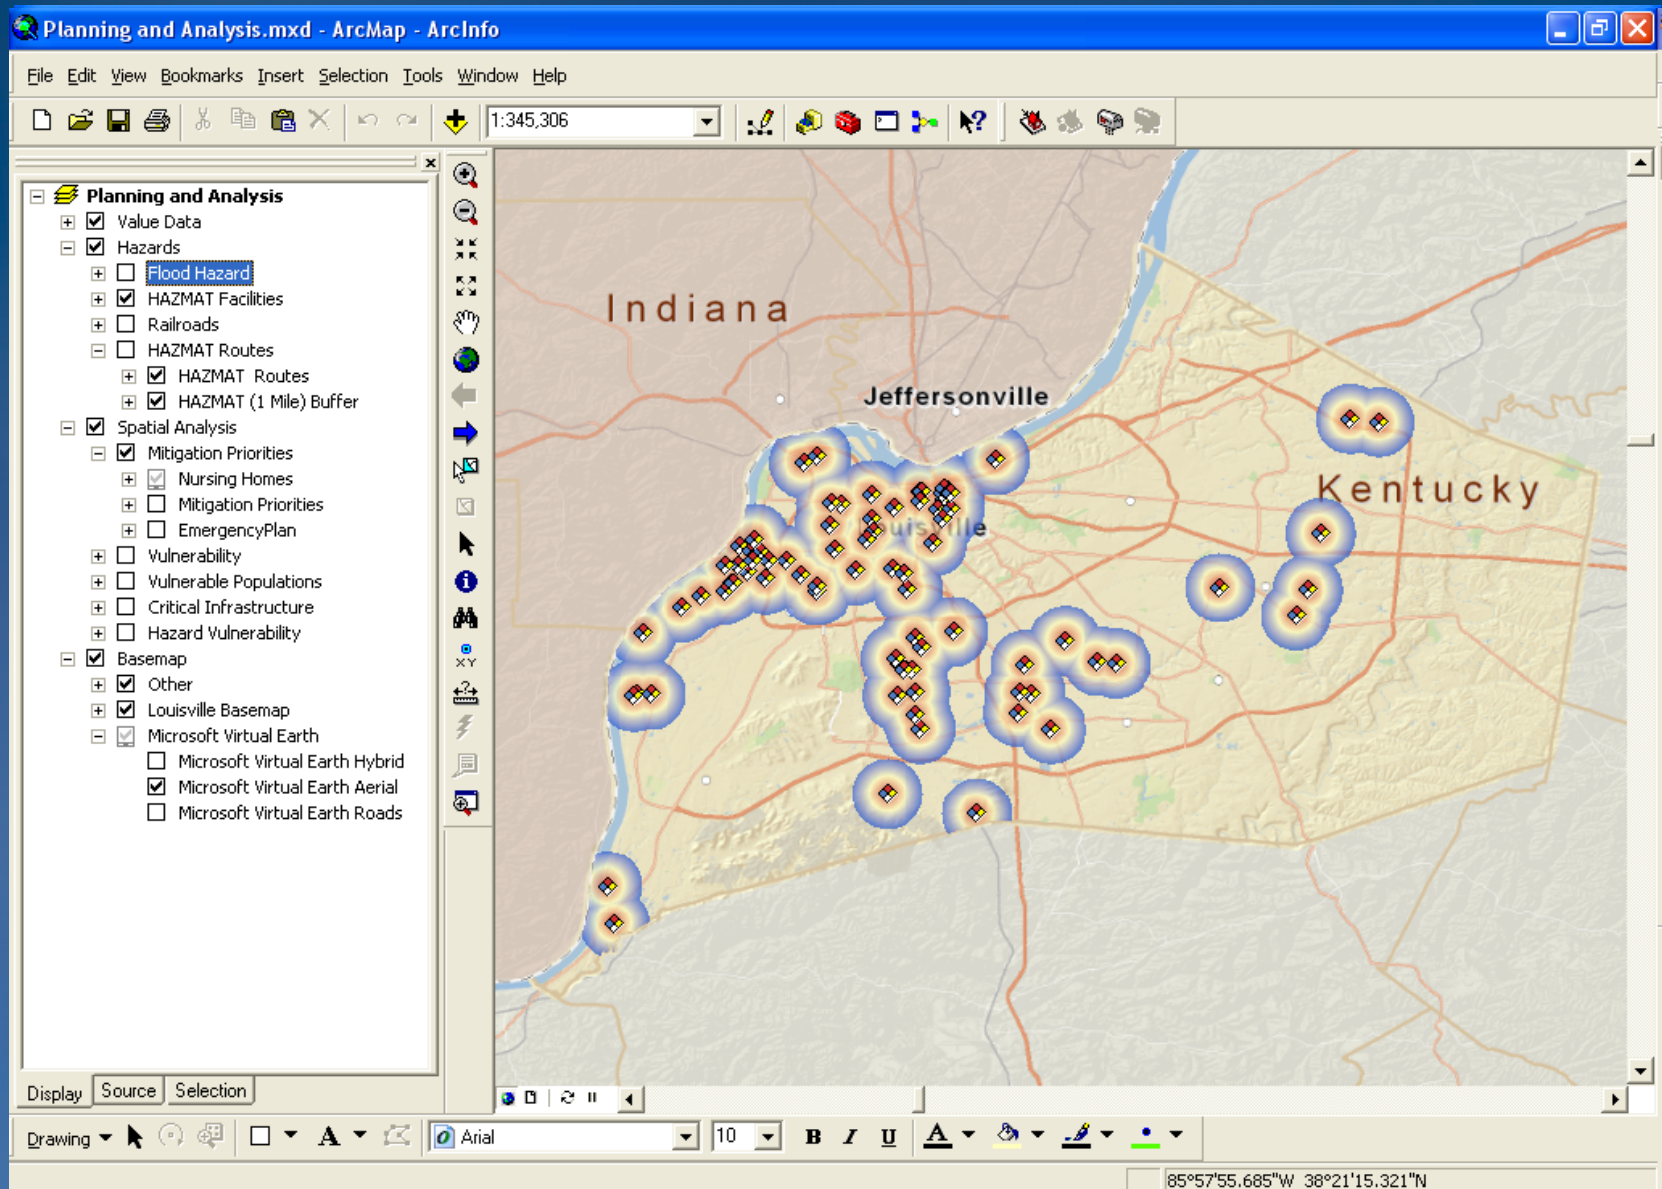 Planning and Analysis.mxd - ArcMap - ArcInfo
File Edit View Bookmarks Insert Selection Tools Window Help
1:345,306
Planning and Analysis
Value Data
Hazards
Flood Hazard
HAZMAT Facilities
Railroads
HAZMAT Routes
HAZMAT Routes
HAZMAT (1 Mile) Buffer
Spatial Analysis
Mitigation Priorities
Nursing Homes
Mitigation Priorities
EmergencyPlan
Vulnerability
Vulnerable Populations
Critical Infrastructure
Hazard Vulnerability
Basemap
Other
Louisville Basemap
Microsoft Virtual Earth
Microsoft Virtual Earth Hybrid
Microsoft Virtual Earth Aerial
Microsoft Virtual Earth Roads
Display Source Selection
XY
Indiana
Jeffersonville
Kentucky
Louisville
Drawing A Arial 10 B I U A
85°57'55.685"W 38°21'15.321"N